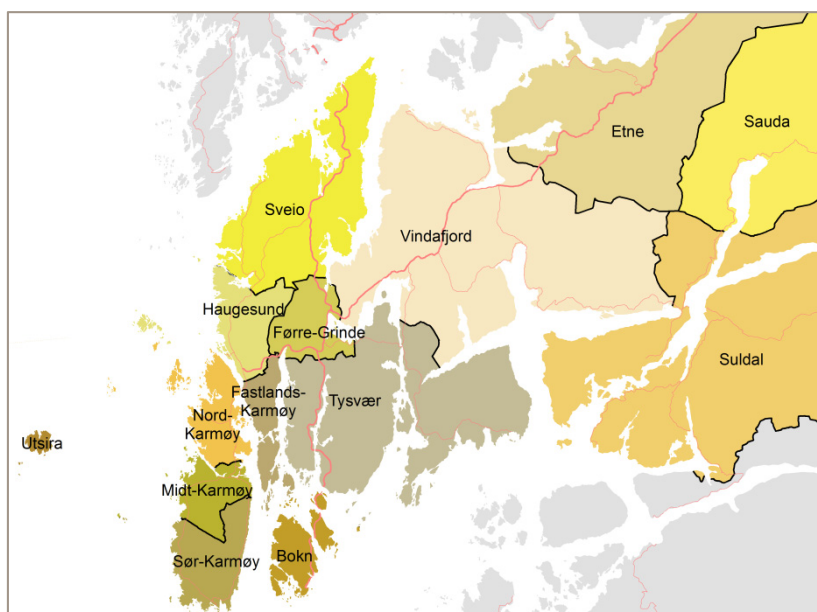 Etne
Sauda
Sveio
Vindafjord
Haugesund
Førre-Grinde
Suldal
Fastlands-
Karmøy
Tysvær
Nord-
Karmøy
Utsira
Midt-Karmøy
Sør-Karmøy
Bokn